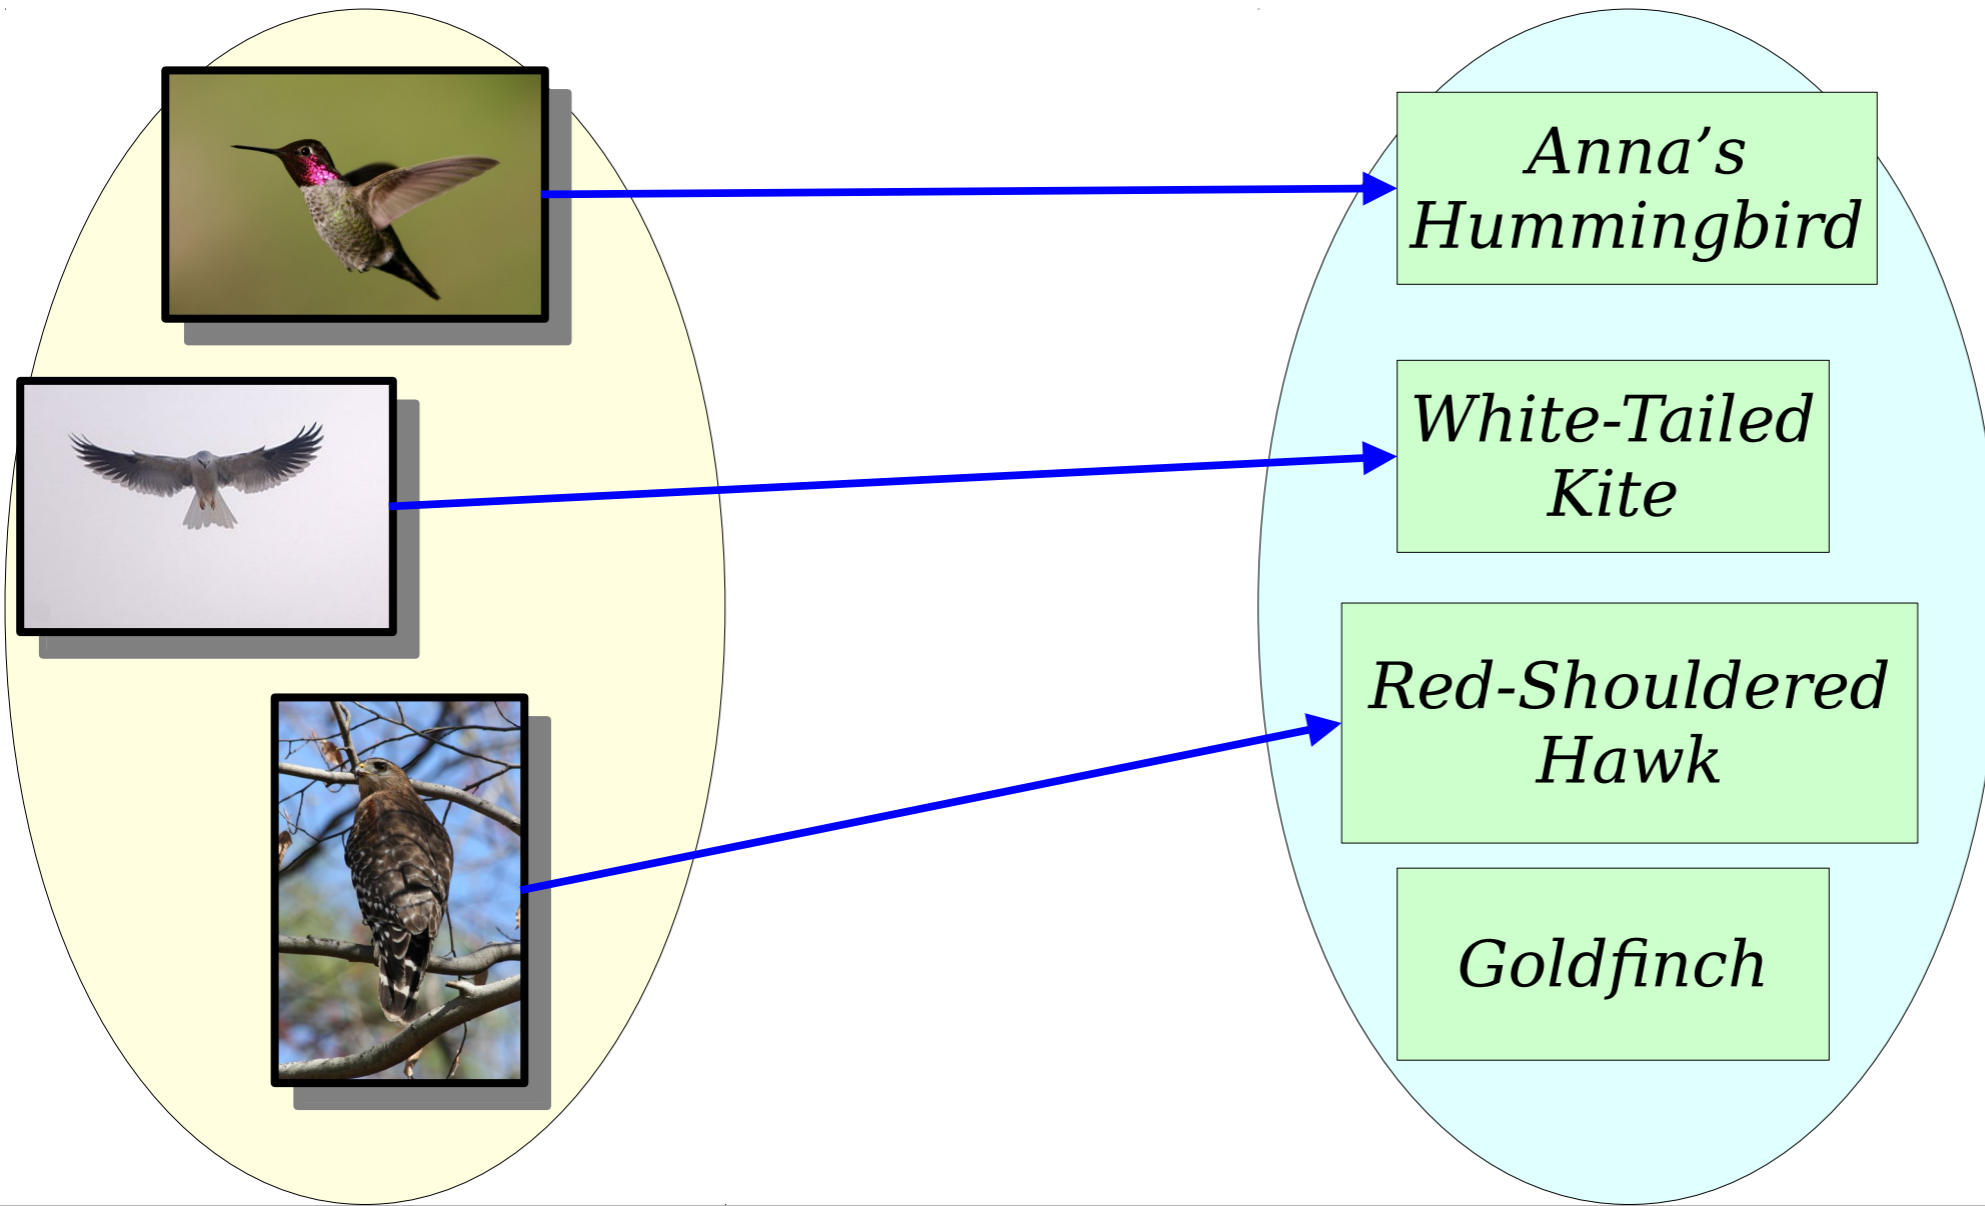 Anna’s
Hummingbird
White-Tailed
Kite
Red-Shouldered
Hawk
Goldfinch